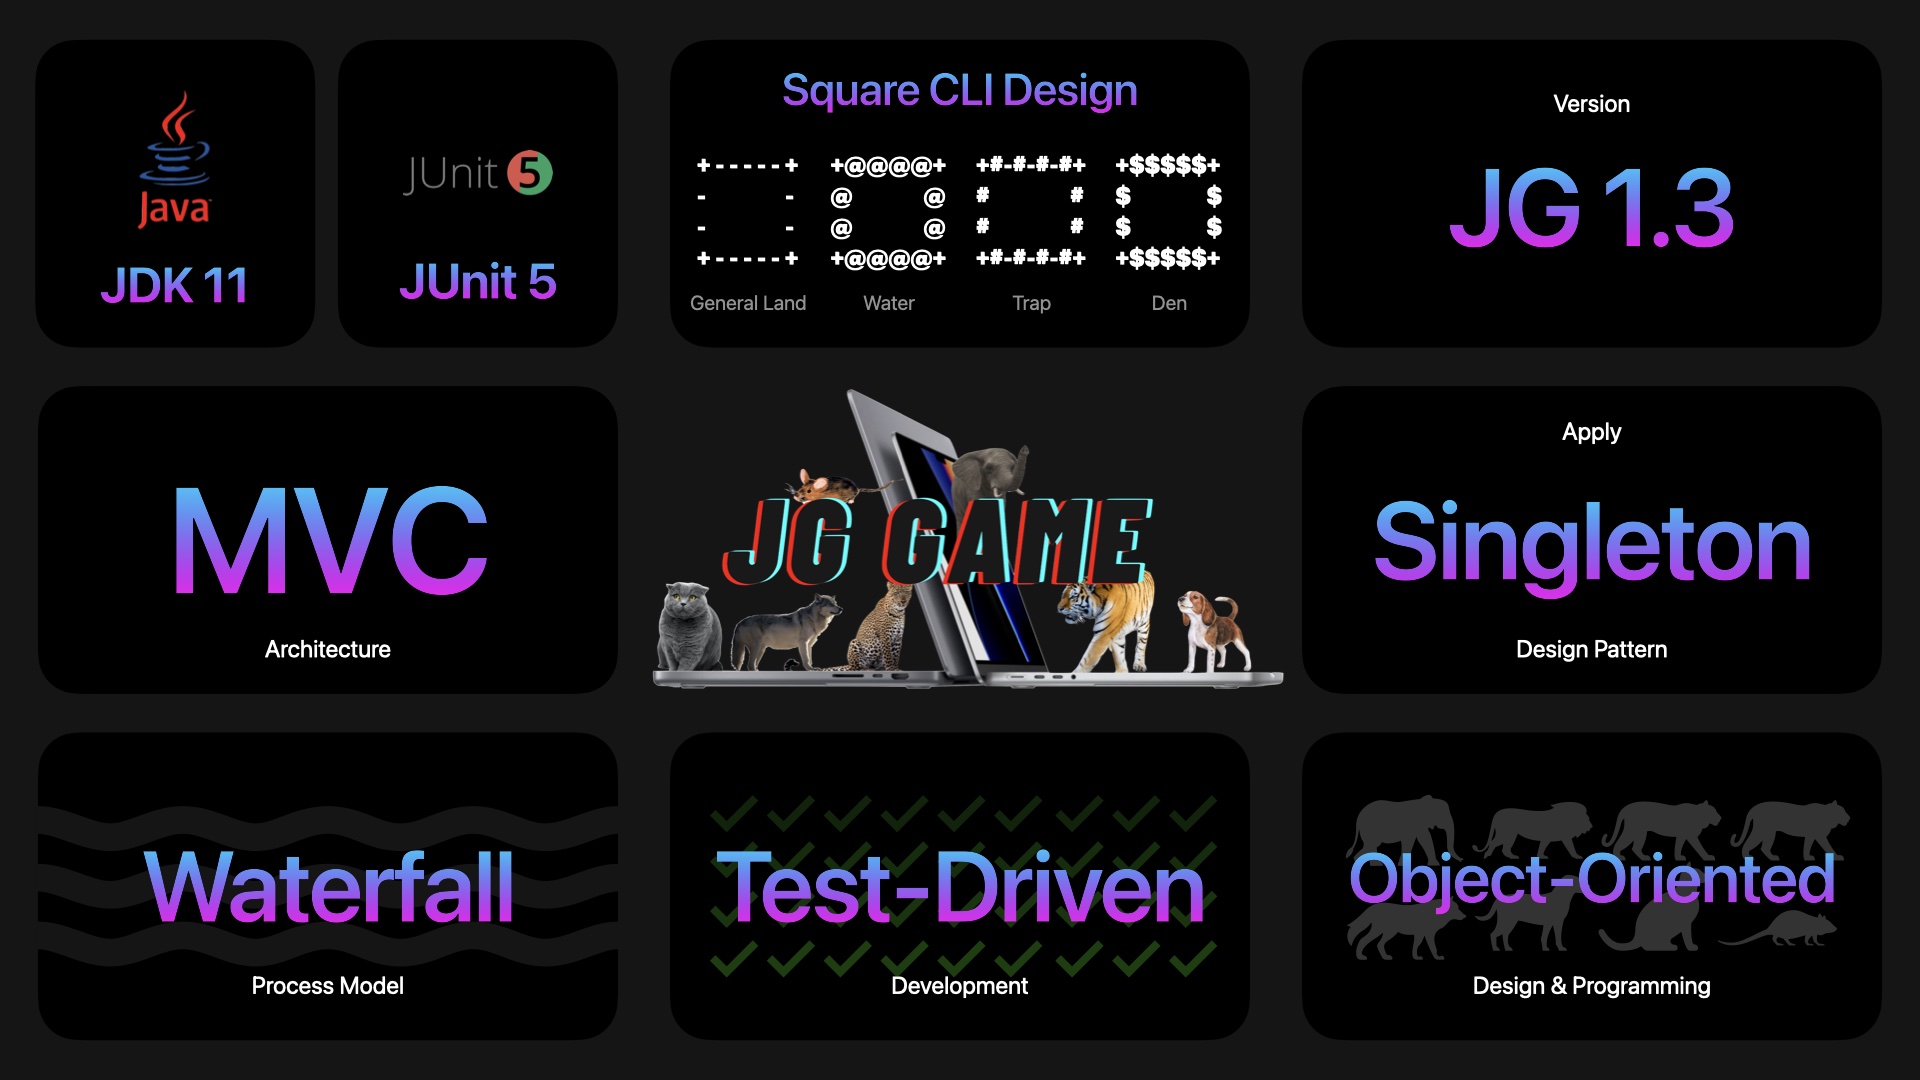 Java
JDK 11
JUnit 5
JUnit 5
Square CLI Design
+-----+ +@@@@+ +#-#-#-#+ +$$$$$+
- - @ @ # # $ $
- - @ @ # # $ $
+-----+ +@@@@+ +#-#-#-#+ +$$$$$+
General Land Water Trap Den
Version
JG 1.3
MVC
Architecture
JG GAME
Apply
Singleton
Design Pattern
Waterfall
Process Model
Test-Driven
Development
Object-Oriented
Design & Programming